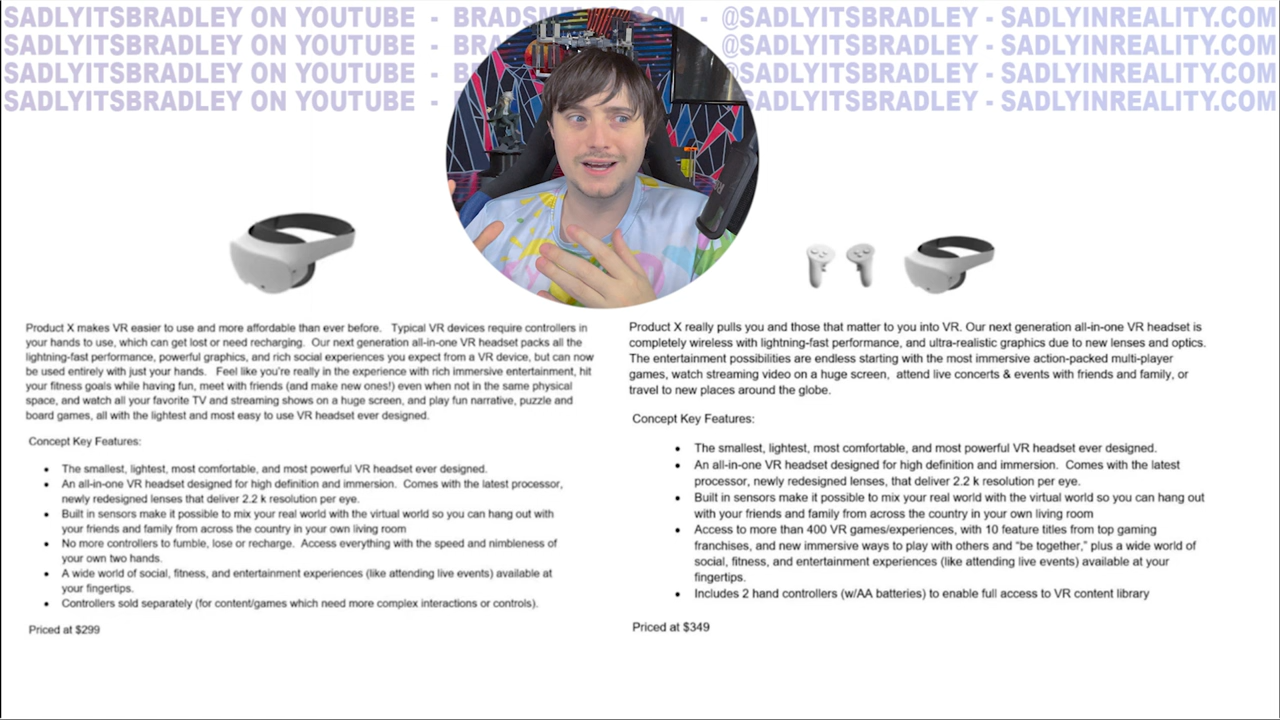 SADLYITSBRADLEY ON YOUTUBE - .COM - @SADLYITSBRADLEY - SADLYINREALITY.COM
SADLYITSBRADLEY ON YOUTUBE - @SADLYITSBRADLEY - SADLYINREALITY.COM
SADLYITSBRADLEY ON YOUTUBE - @SADLYITSBRADLEY - SADLYINREALITY.COM
SADLYITSBRADLEY ON YOUTUBE - SADLYITSBRADLEY - SADLYINREALITY.COM
Product X makes VR easier to use and more affordable than ever before. Typical VR devices require controllers in
your hands to use, which can get lost or need recharging. Our next generation all-in-one VR headset packs all the
lightning-fast performance, powerful graphics, and rich social experiences you expect from a VR device, but can now
be used entirely with just your hands. Feel like you're really in the experience with rich immersive entertainment, hit
your fitness goals while having fun, meet with friends (and make new ones!) even when not in the same physical
space, and watch all your favorite TV and streaming shows on a huge screen, and play fun narrative, puzzle and
board games, all with the lightest and most easy to use VR headset ever designed.
Concept Key Features:
• The smallest, lightest, most comfortable, and most powerful VR headset ever designed.
• An all-in-one VR headset designed for high definition and immersion. Comes with the latest processor,
newly redesigned lenses that deliver 2.2 k resolution per eye.
• Built in sensors make it possible to mix your real world with the virtual world so you can hang out with
your friends and family from across the country in your own living room
• No more controllers to fumble, lose or recharge. Access everything with the speed and nimbleness of
your own two hands.
• A wide world of social, fitness, and entertainment experiences (like attending live events) available at
your fingertips.
• Controllers sold separately (for content/games which need more complex interactions or controls).
Priced at $299
Product X really pulls you and those that matter to you into VR. Our next generation all-in-one VR headset is
completely wireless with lightning-fast performance, and ultra-realistic graphics due to new lenses and optics.
The entertainment possibilities are endless starting with the most immersive action-packed multi-player
games, watch streaming video on a huge screen, attend live concerts & events with friends and family, or
travel to new places around the globe.
Concept Key Features:
• The smallest, lightest, most comfortable, and most powerful VR headset ever designed.
• An all-in-one VR headset designed for high definition and immersion. Comes with the latest
processor, newly redesigned lenses, that deliver 2.2 k resolution per eye.
• Built in sensors make it possible to mix your real world with the virtual world so you can hang out
with your friends and family from across the country in your own living room
• Access to more than 400 VR games/experiences, with 10 feature titles from top gaming
franchises, and new immersive ways to play with others and “be together,” plus a wide world of
social, fitness, and entertainment experiences (like attending live events) available at your
fingertips.
• Includes 2 hand controllers (w/AA batteries) to enable full access to VR content library
Priced at $349